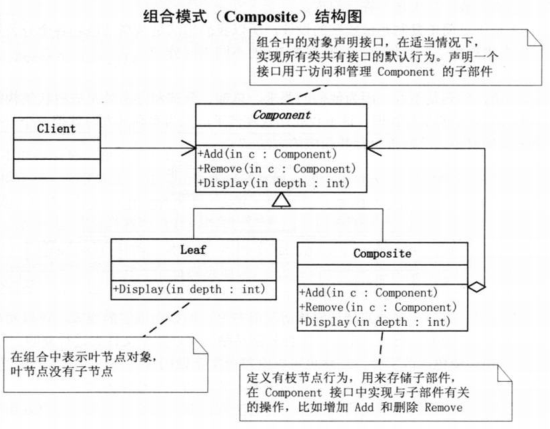 组合模式（Composite）结构图
组合中的对象声明接口，在适当情况下，
实现所有类共有接口的默认行为。声明一个
接口用于访问和管理 Component 的子部件
Component
+Add(in c : Component)
+Remove(in c : Component)
+Display(in depth : int)
Client
Leaf
+Display(in depth : int)
Composite
+Add(in c : Component)
+Remove(in c : Component)
+Display(in depth : int)
在组合中表示叶节点对象，
叶节点没有子节点
定义有枝节点行为，用来存储子部件，
在 Component 接口中实现与子部件有关
的操作，比如增加 Add 和删除 Remove